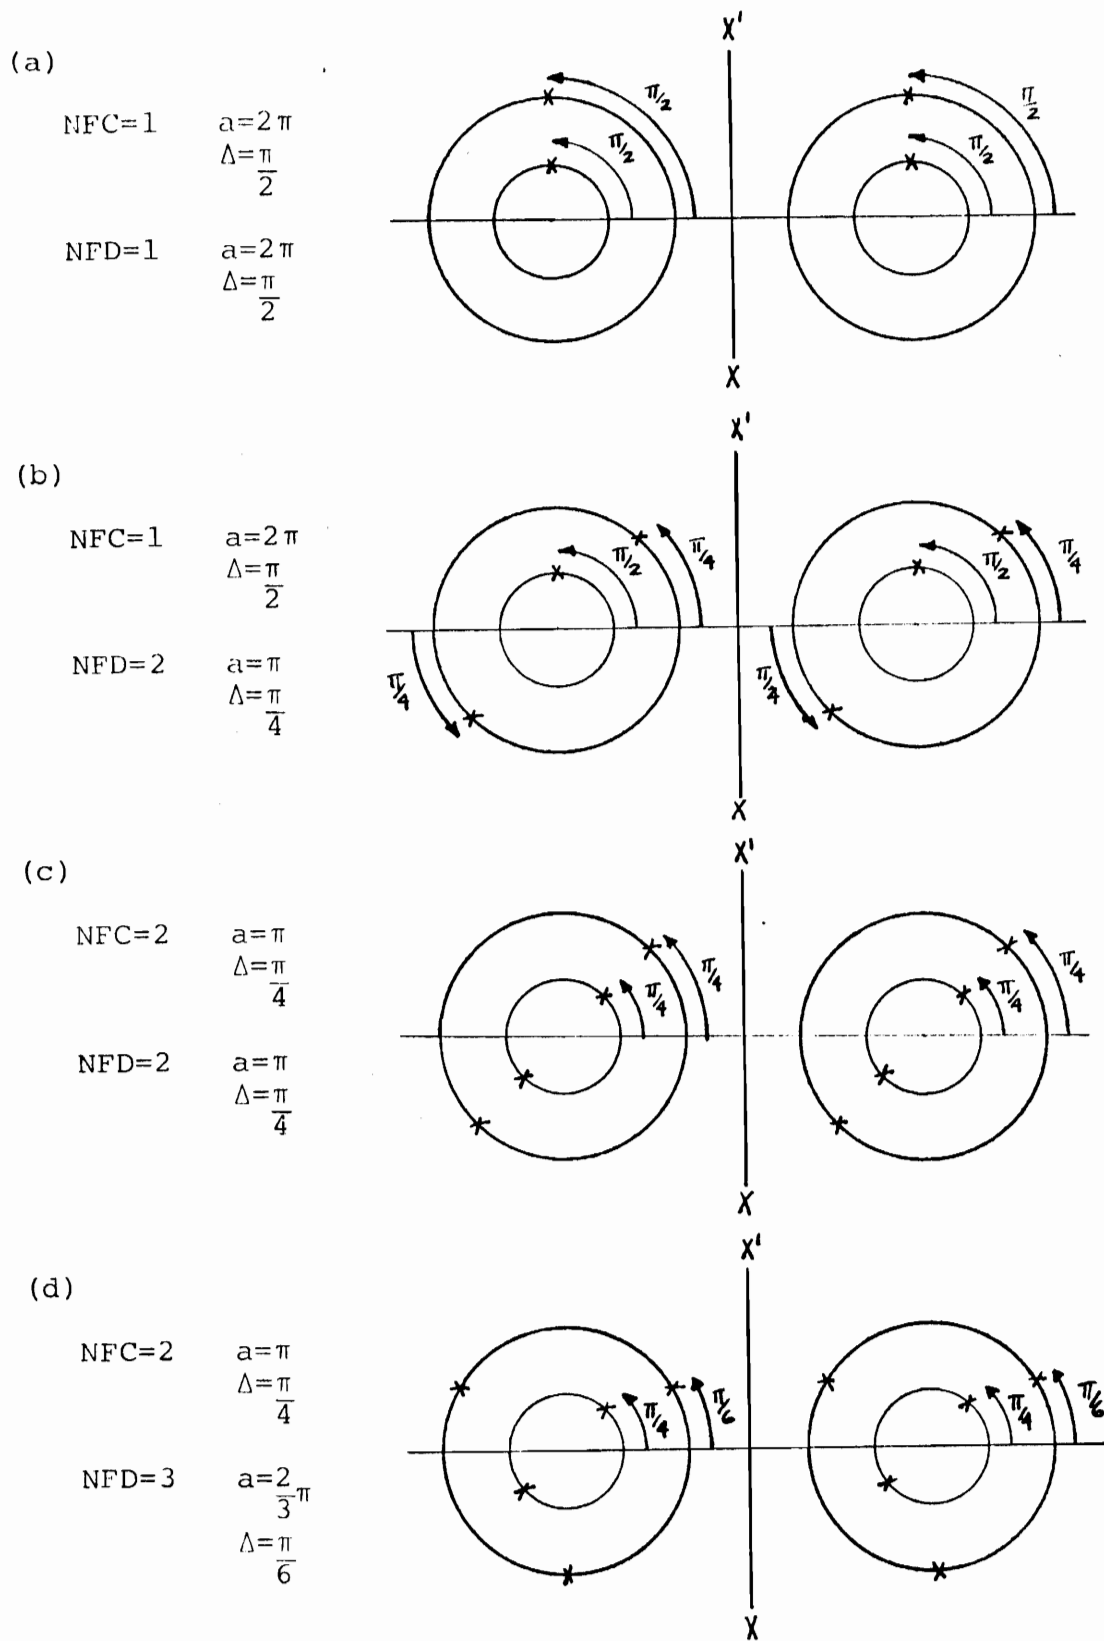 (a)
NFC=1 a=2π
Δ=π/2
NFD=1 a=2π
Δ=π/2
X'
π/2
π/2
π/2
π/2
X
(b)
NFC=1 a=2π
Δ=π/2
NFD=2 a=π
Δ=π/4
X'
π/2
π/4
π/4
π/2
π/4
π/4
X
(c)
NFC=2 a=π
Δ=π/4
NFD=2 a=π
Δ=π/4
X'
π/4
π/4
π/4
π/4
X
(d)
NFC=2 a=π
Δ=π/4
NFD=3 a=2/3π
Δ=π/6
X'
π/4
π/6
π/4
π/6
X